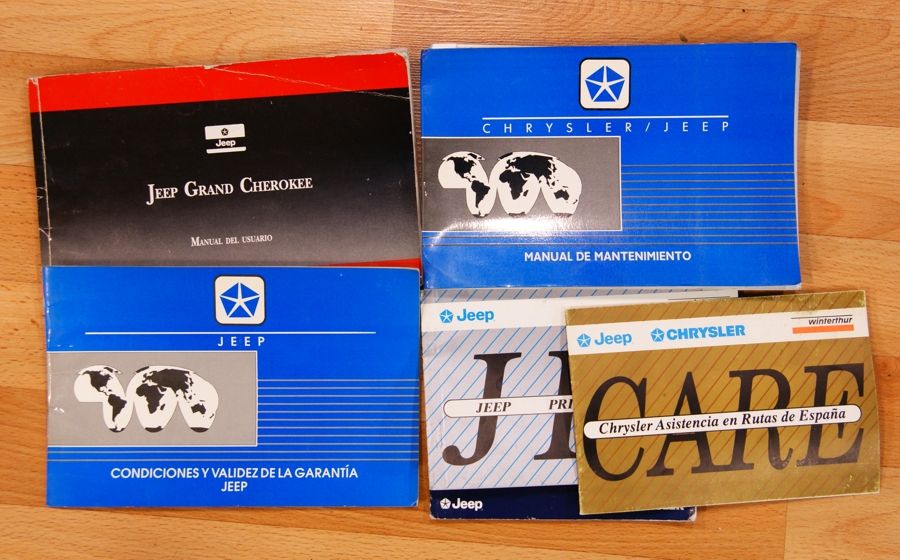 Jeep
JEEP GRAND CHEROKEE
MANUAL DEL USUARIO
CHRYSLER/JEEP
MANUAL DE MANTENIMIENTO
JEEP
CONDICIONES Y VALIDEZ DE LA GARANTÍA
JEEP
Jeep
JEEP
Jeep
Jeep CHRYSLER winterthur
CARE
Chrysler Asistencia en Rutas de España